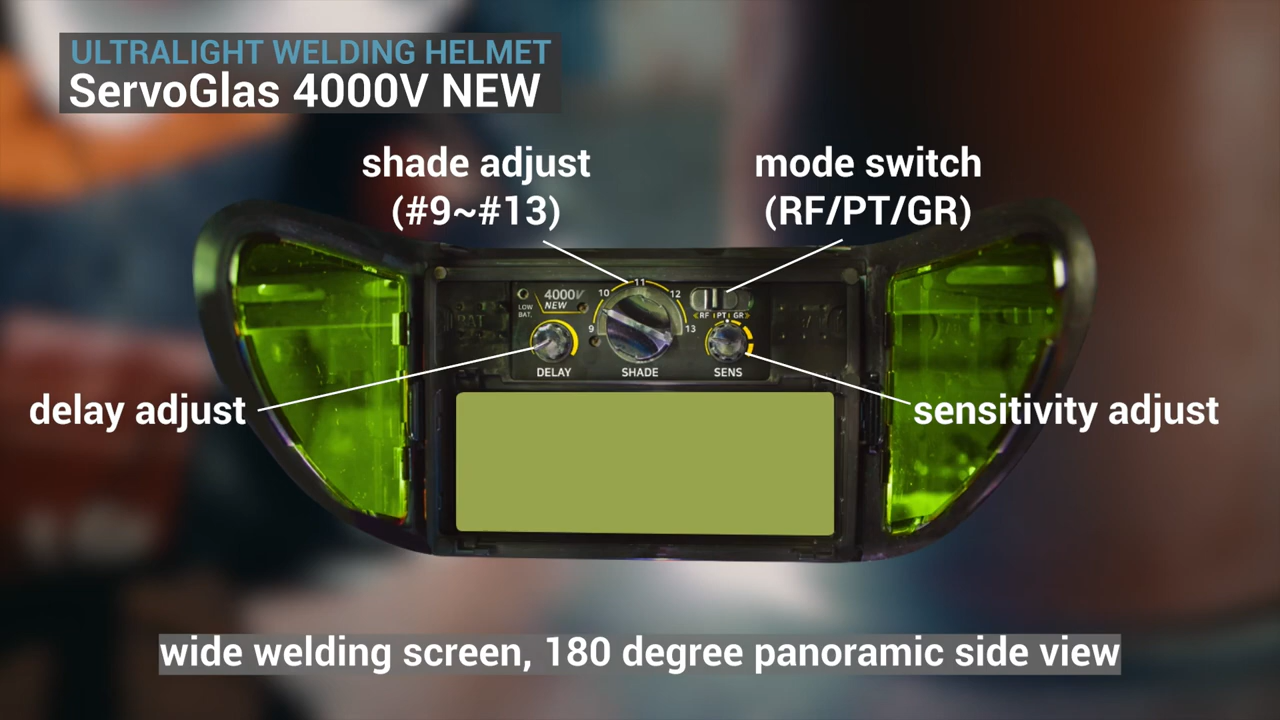 ULTRALIGHT WELDING HELMET
ServoGlas 4000V NEW
shade adjust
(#9~#13)
mode switch
(RF/PT/GR)
10 11 12
4000V
NEW
LOW
BAT.
RF PT GR
9 13
DELAY SHADE SENS
delay adjust
sensitivity adjust
wide welding screen, 180 degree panoramic side view